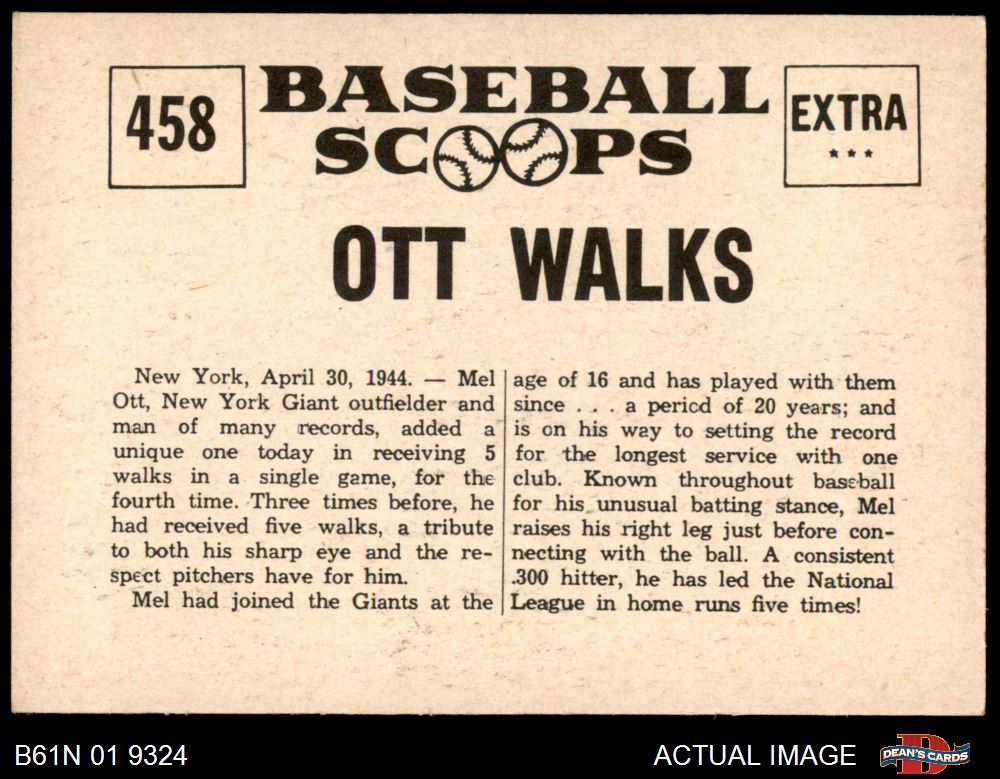 458
BASEBALL
SCOOPS
EXTRA
***
OTT WALKS
New York, April 30, 1944. — Mel
Ott, New York Giant outfielder and
man of many records, added a
unique one today in receiving 5
walks in a single game, for the
fourth time. Three times before, he
had received five walks, a tribute
to both his sharp eye and the re-
spect pitchers have for him.
Mel had joined the Giants at the
age of 16 and has played with them
since . . . a period of 20 years; and
is on his way to setting the record
for the longest service with one
club. Known throughout baseball
for his unusual batting stance, Mel
raises his right leg just before con-
necting with the ball. A consistent
.300 hitter, he has led the National
League in home runs five times!
B61N 01 9324
ACTUAL IMAGE
D
DEAN'S CARDS